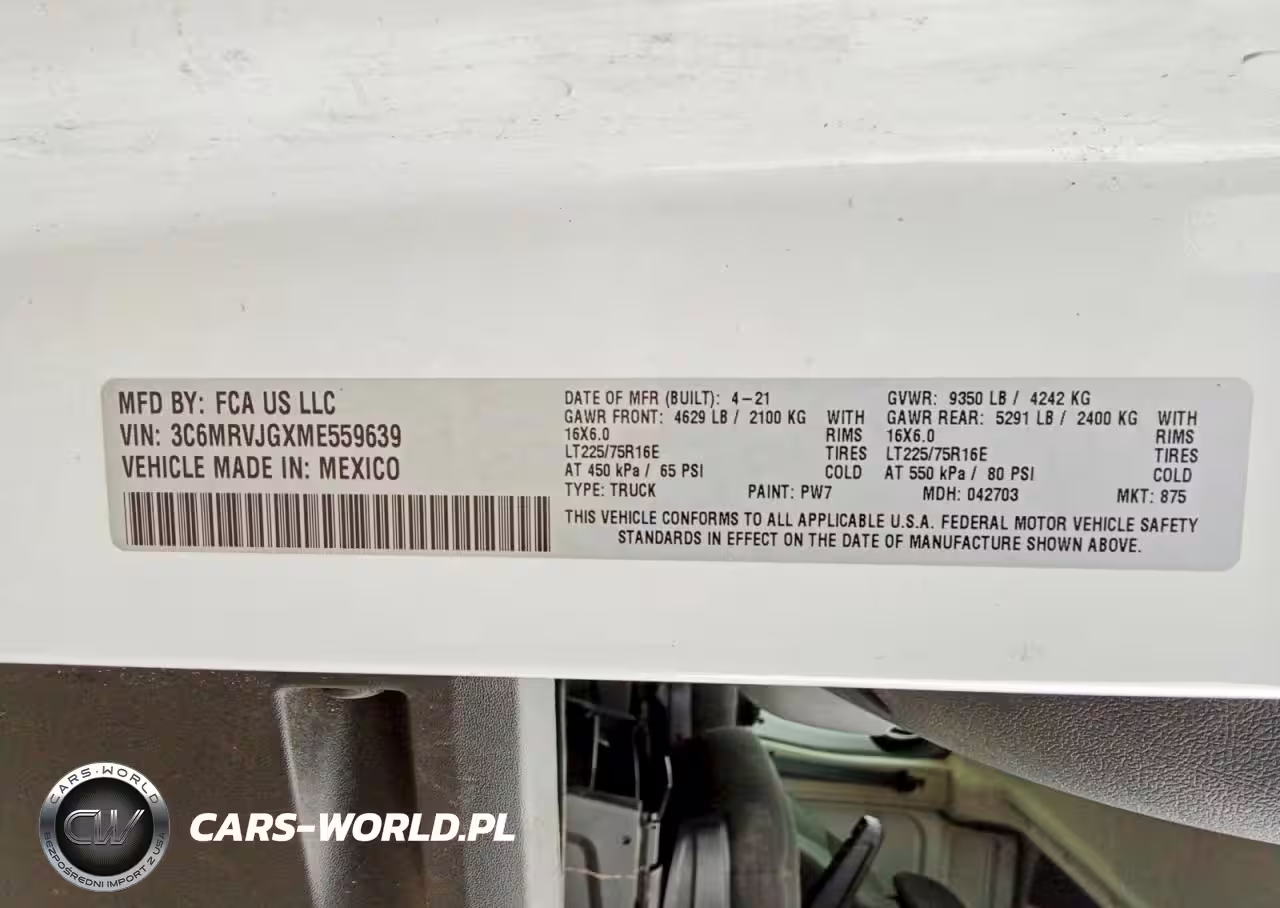 MFD BY: FCA US LLC
VIN: 3C6MRVJGXME559639
VEHICLE MADE IN: MEXICO
DATE OF MFR (BUILT): 4-21
GAWR FRONT: 4629 LB / 2100 KG WITH
16X6.0 RIMS
LT225/75R16E TIRES
AT 450 kPa / 65 PSI COLD
GVWR: 9350 LB / 4242 KG
GAWR REAR: 5291 LB / 2400 KG WITH
16X6.0 RIMS
LT225/75R16E TIRES
AT 550 kPa / 80 PSI COLD
TYPE: TRUCK PAINT: PW7 MDH: 042703 MKT: 875
THIS VEHICLE CONFORMS TO ALL APPLICABLE U.S.A. FEDERAL MOTOR VEHICLE SAFETY
STANDARDS IN EFFECT ON THE DATE OF MANUFACTURE SHOWN ABOVE.
CARS-WORLD
CW
BEZPOŚREDNI IMPORT Z USA
CARS-WORLD.PL